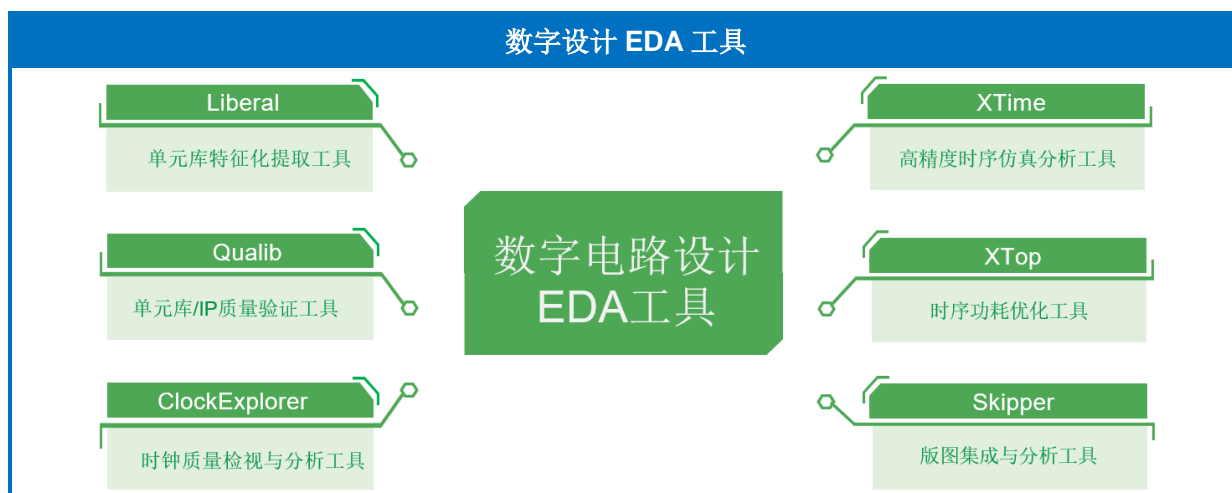 数字设计 EDA 工具
Liberal
单元库特征化提取工具
Qualib
单元库/IP质量验证工具
ClockExplorer
时钟质量检视与分析工具
数字电路设计
EDA工具
XTime
高精度时序仿真分析工具
XTop
时序功耗优化工具
Skipper
版图集成与分析工具